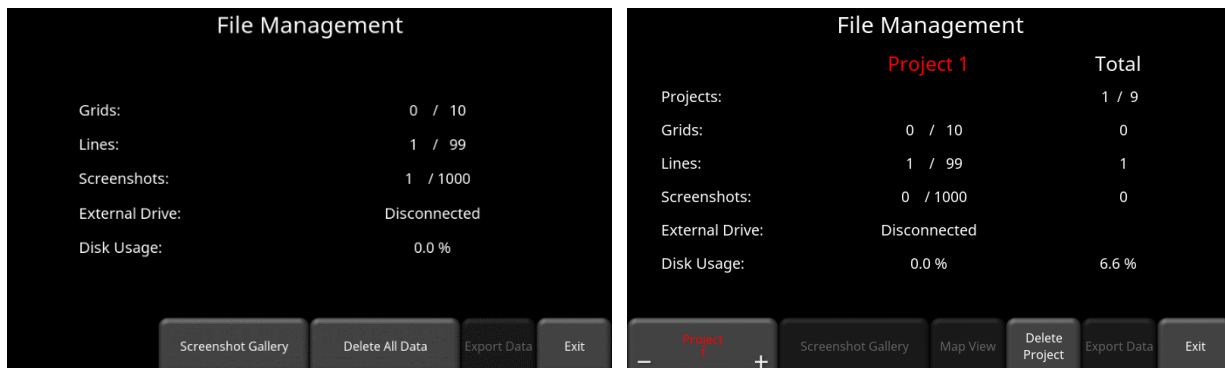 File Management
Grids: 0 / 10
Lines: 1 / 99
Screenshots: 1 / 1000
External Drive: Disconnected
Disk Usage: 0.0 %
Screenshot Gallery Delete All Data Export Data Exit
File Management
Project 1 Total
Projects: 1 / 9
Grids: 0 / 10 0
Lines: 1 / 99 1
Screenshots: 0 / 1000 0
External Drive: Disconnected
Disk Usage: 0.0 % 6.6 %
Project
1
− + Screenshot Gallery Map View Delete Project Export Data Exit